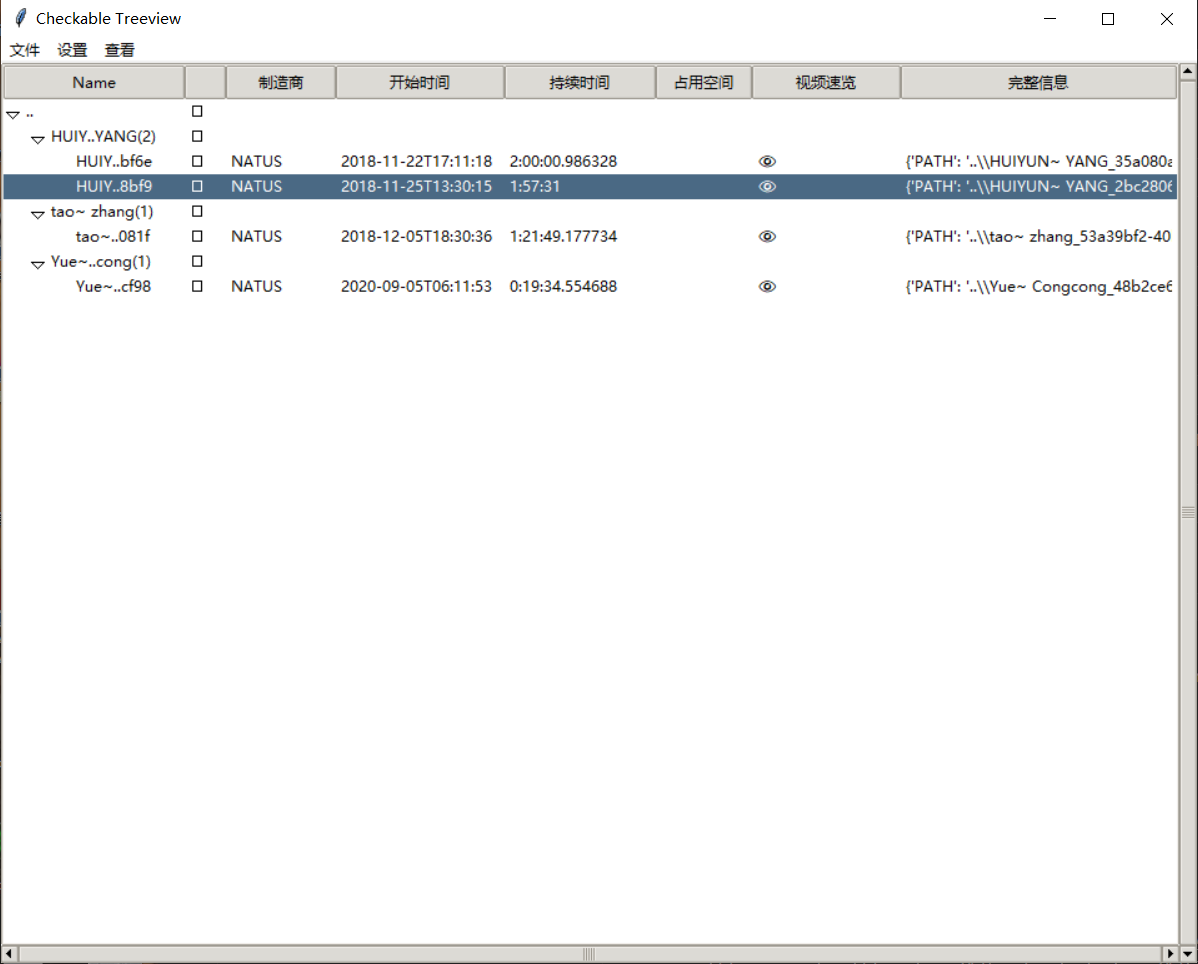 Checkable Treeview
文件 设置 查看
Name 制造商 开始时间 持续时间 占用空间 视频速览 完整信息
..
HUIY..YANG(2)
HUIY..bf6e NATUS 2018-11-22T17:11:18 2:00:00.986328 {'PATH': '..\\HUIYUN~ YANG_35a080a
HUIY..8bf9 NATUS 2018-11-25T13:30:15 1:57:31 {'PATH': '..\\HUIYUN~ YANG_2bc2806
tao~ zhang(1)
tao~..081f NATUS 2018-12-05T18:30:36 1:21:49.177734 {'PATH': '..\\tao~ zhang_53a39bf2-40
Yue~..cong(1)
Yue~..cf98 NATUS 2020-09-05T06:11:53 0:19:34.554688 {'PATH': '..\\Yue~ Congcong_48b2ce6